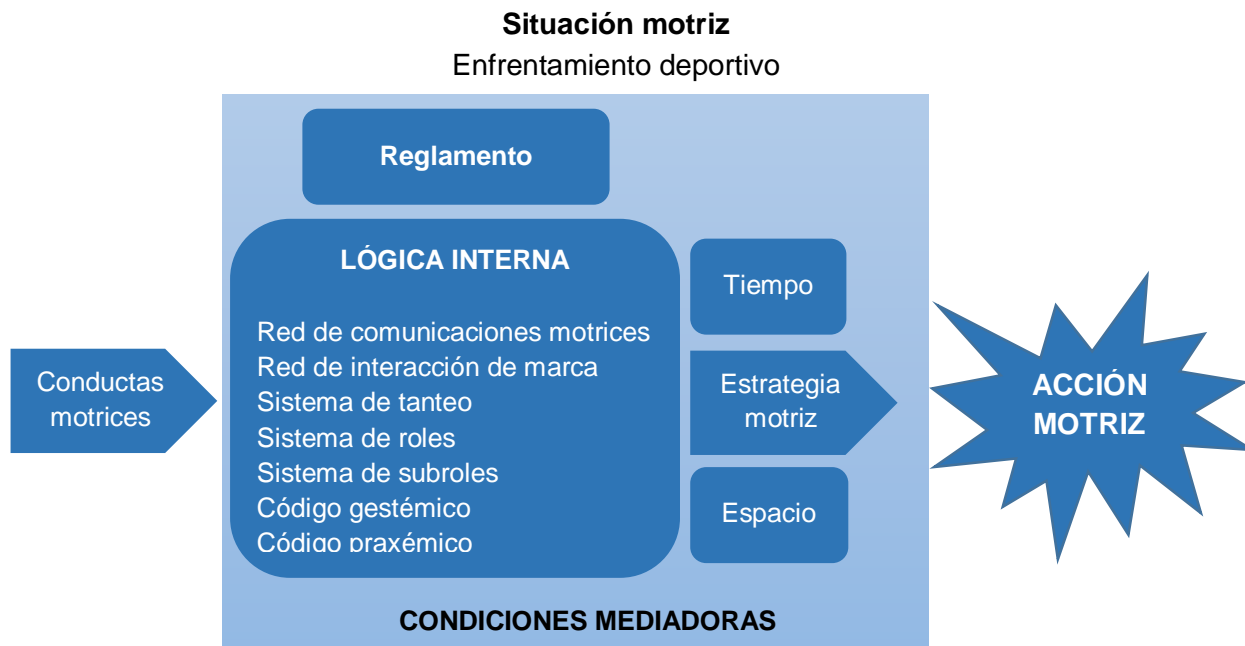 Situación motriz
Enfrentamiento deportivo
Reglamento
LÓGICA INTERNA
Red de comunicaciones motrices
Red de interacción de marca
Sistema de tanteo
Sistema de roles
Sistema de subroles
Código gestémico
Código praxémico
Conductas
motrices
Tiempo
Estrategia
motriz
Espacio
ACCIÓN
MOTRIZ
CONDICIONES MEDIADORAS